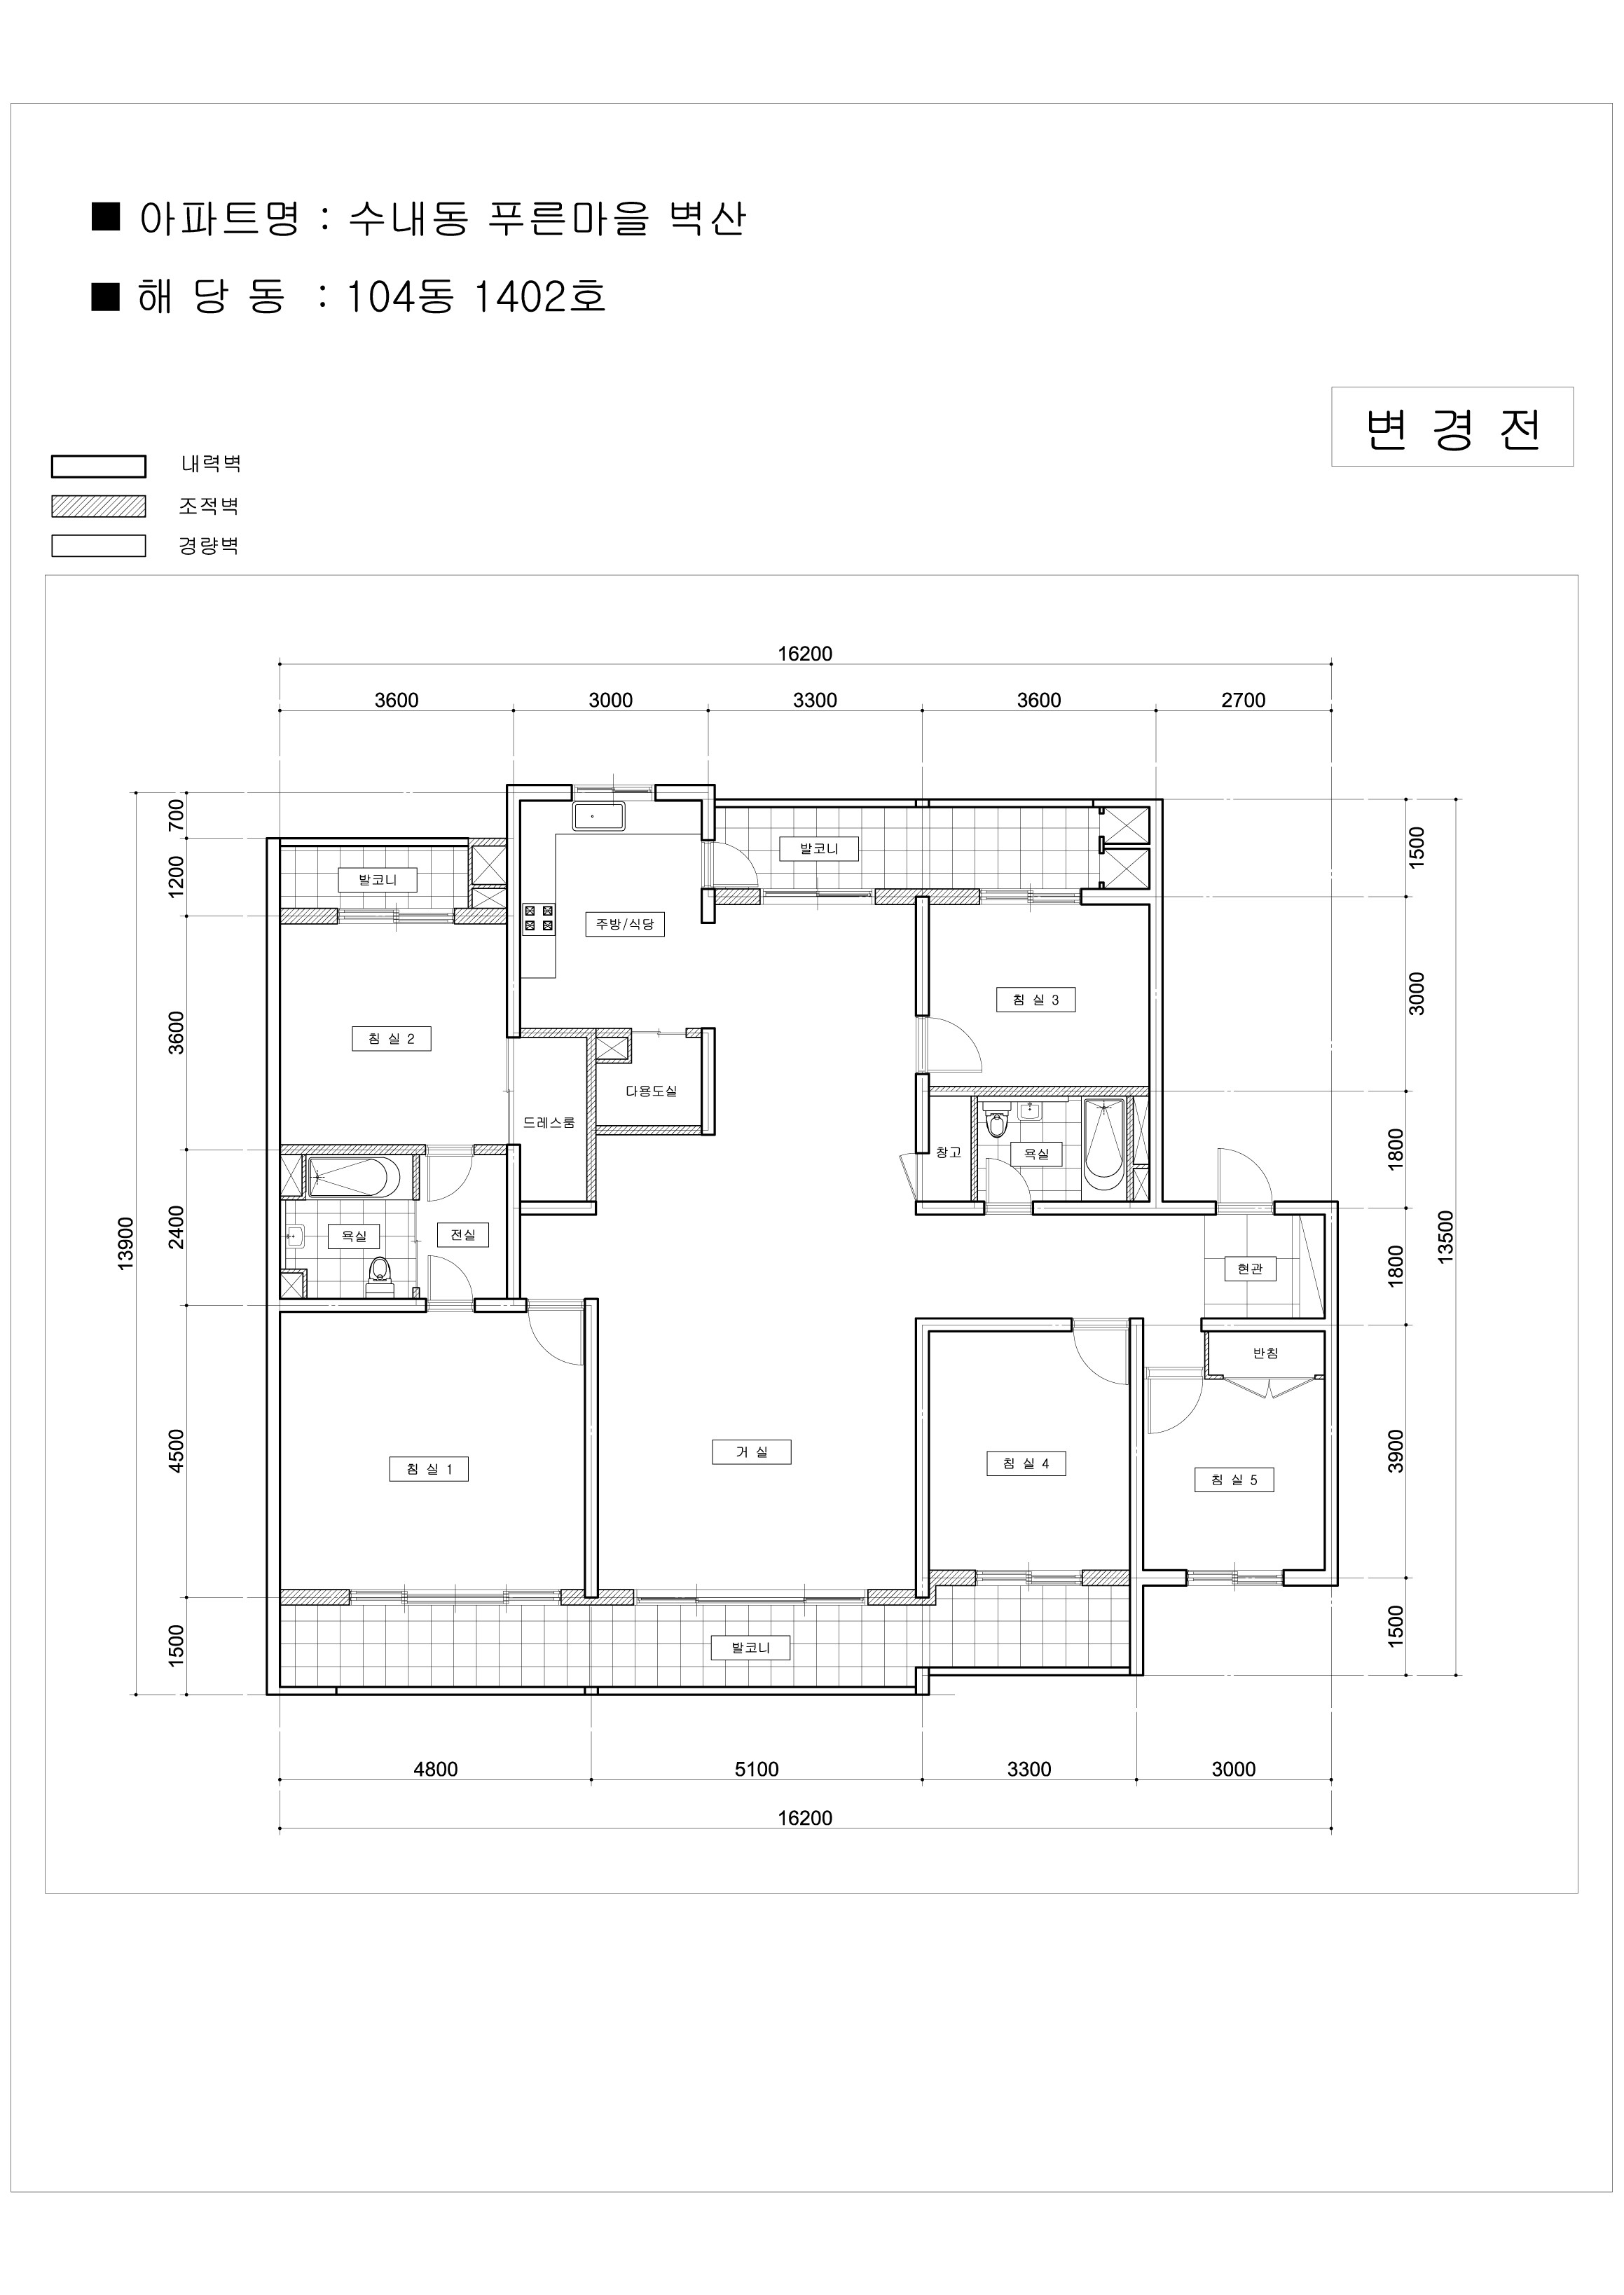 ■ 아파트명 : 수내동 푸른마을 벽산
■ 해 당 동 : 104동 1402호
변 경 전
내력벽
조적벽
경량벽
16200
3600 3000 3300 3600 2700
700
1200
3600
2400
4500
1500
13900
1500
3000
1800
1800
3900
1500
13500
발코니
발코니
주방/식당
침 실 3
침 실 2
다용도실
드레스룸
창고
욕실
욕실
전실
현관
반침
거 실
침 실 4
침 실 1
침 실 5
발코니
4800 5100 3300 3000
16200